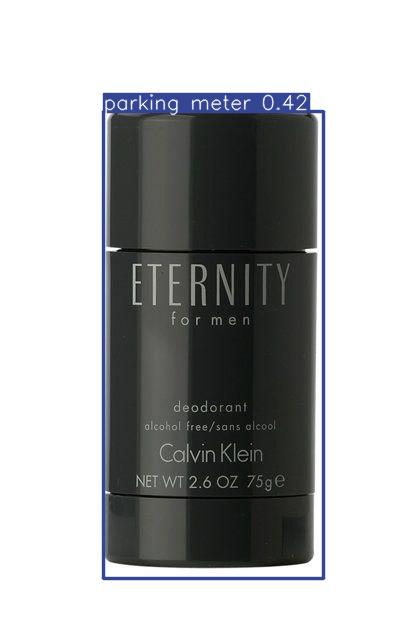 parking meter 0.42
ETERNITY
for men
deodorant
alcohol free/sans alcool
Calvin Klein
NET WT 2.6 OZ 75g℮